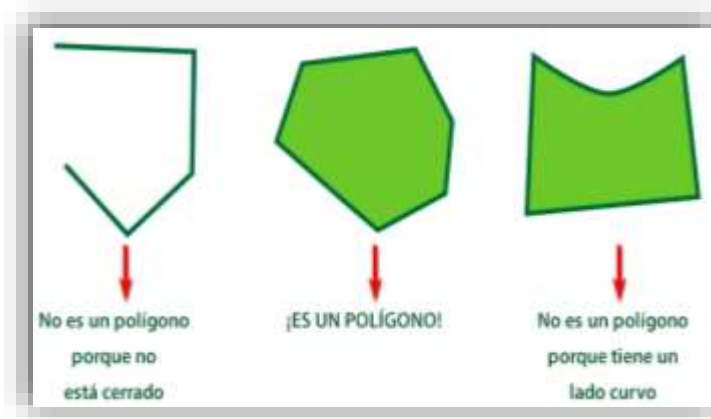 No es un polígono
porque no
está cerrado
¡ES UN POLÍGONO!
No es un polígono
porque tiene un
lado curvo